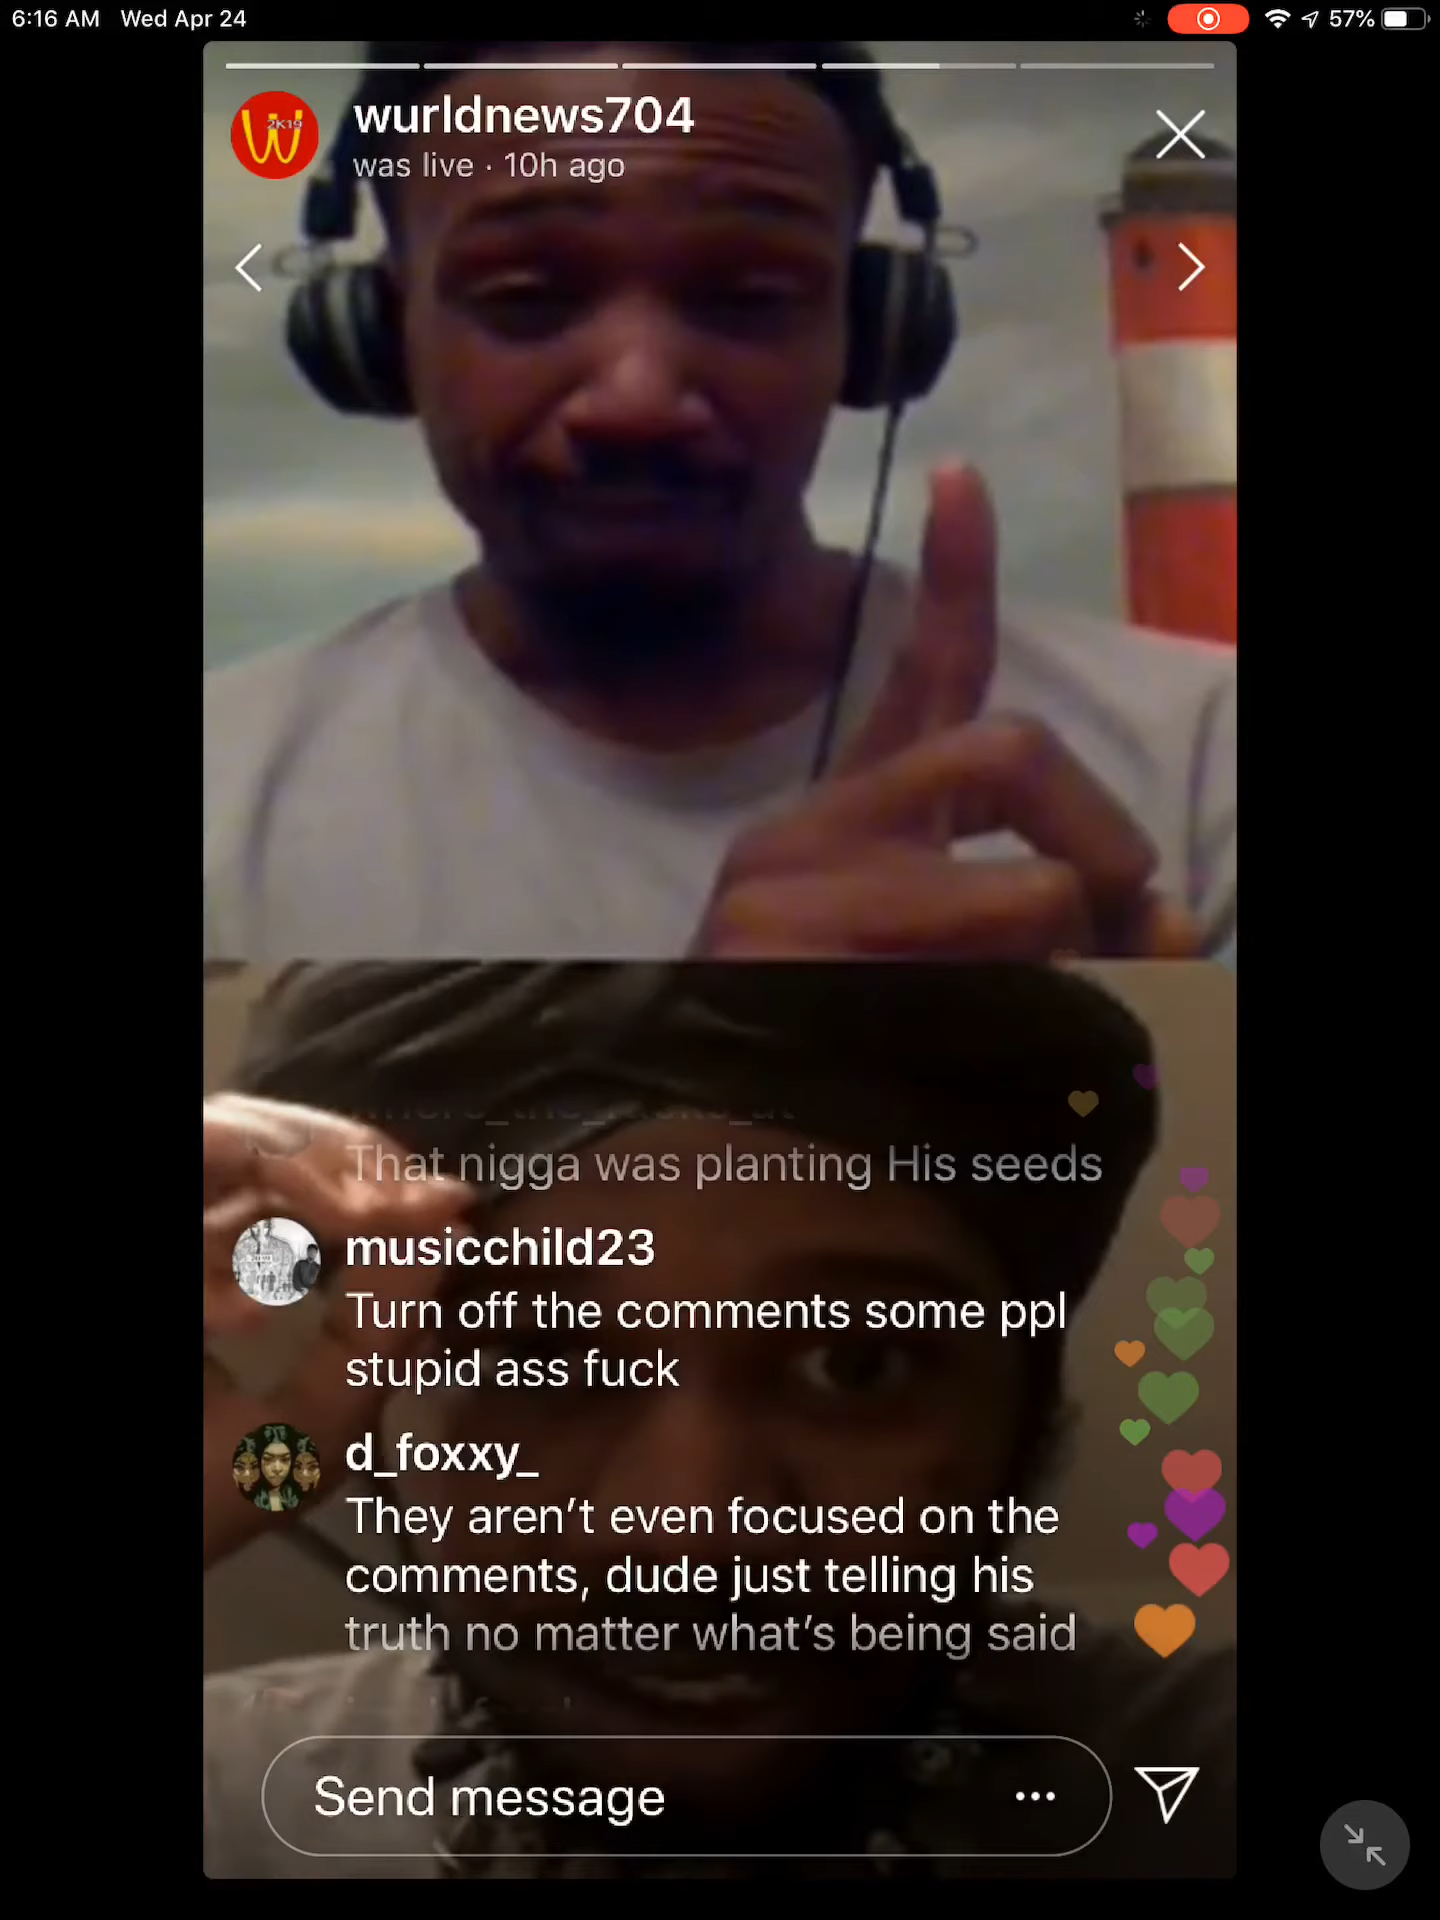 6:16 AM Wed Apr 24
57%
2K19
wurldnews704
was live · 10h ago
That nigga was planting His seeds
musicchild23
Turn off the comments some ppl
stupid ass fuck
d_foxxy_
They aren’t even focused on the
comments, dude just telling his
truth no matter what’s being said
Send message